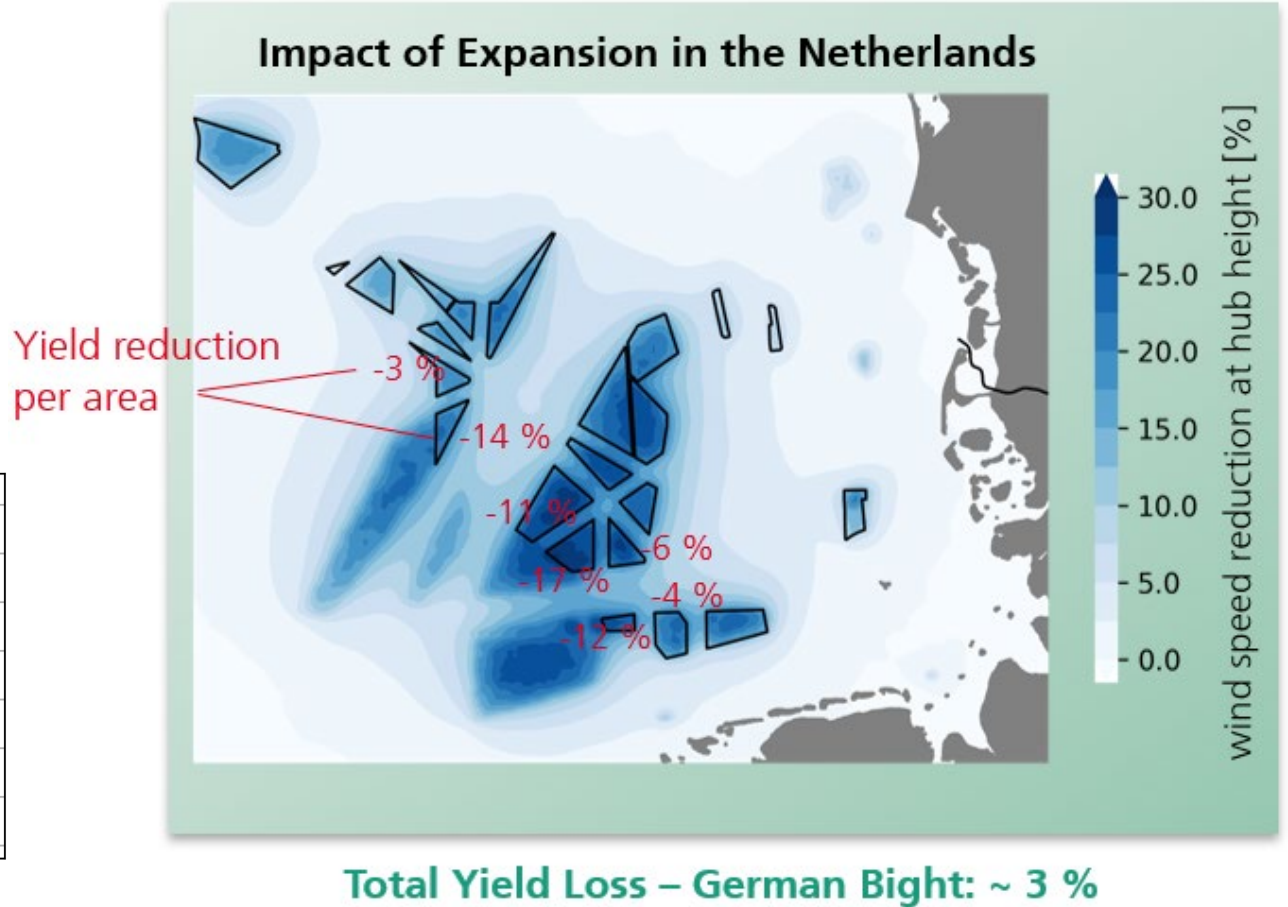 Impact of Expansion in the Netherlands
Yield reduction
per area
-3 %
-14 %
-11 %
-6 %
-17 %
-4 %
-12 %
30.0
25.0
20.0
15.0
10.0
5.0
0.0
wind speed reduction at hub height [%]
Total Yield Loss – German Bight: ~ 3 %